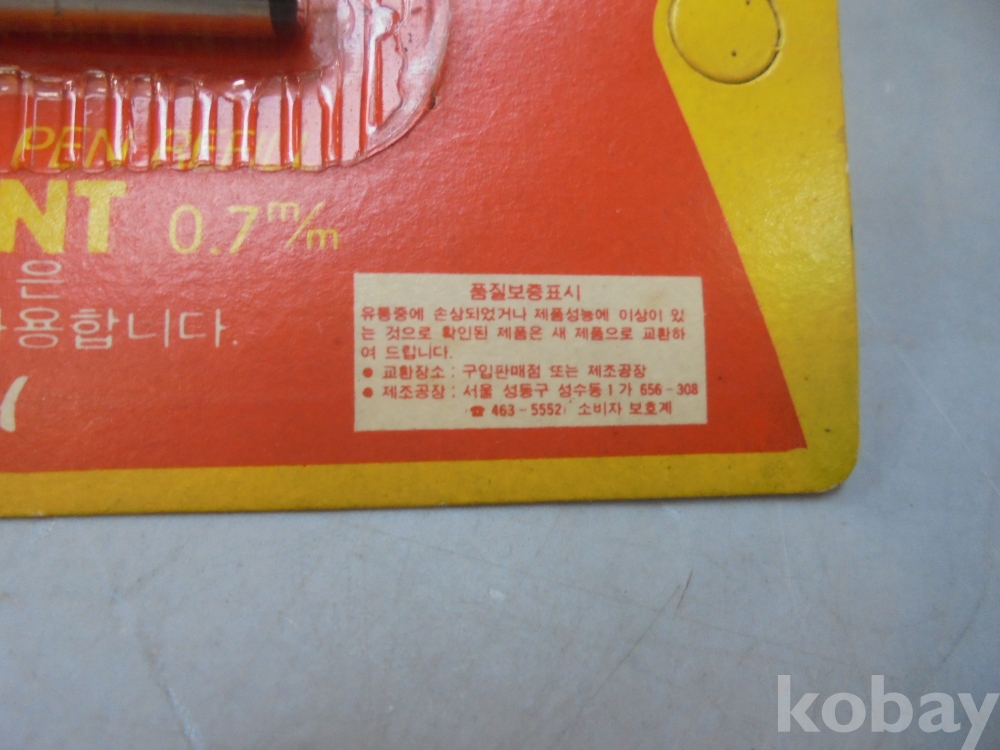 PEN REFILL
NT 0.7 m/m
은
용합니다.
품질보증표시
유통중에 손상되었거나 제품성능에 이상이 있
는 것으로 확인된 제품은 새 제품으로 교환하
여 드립니다.
● 교환장소 : 구입판매점 또는 제조공장
● 제조공장 : 서울 성동구 성수동 1 가 656-308
☎ 463-5552 소비자 보호계
kobay